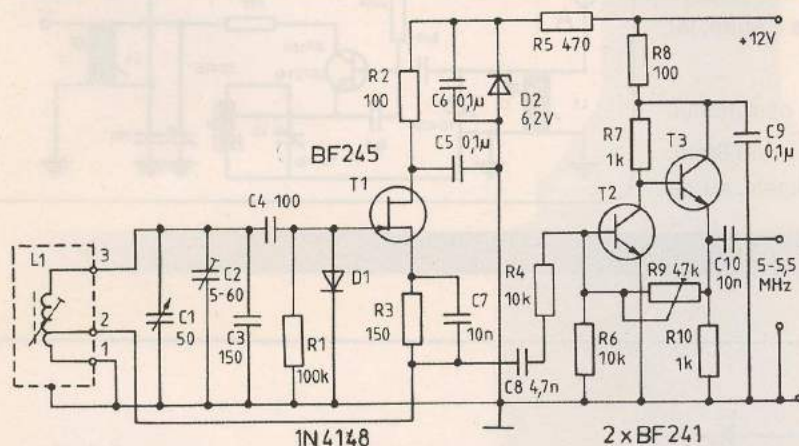 R5 470
+12V
R2
100
C6 0,1µ
D2
6,2V
R8
100
BF245
C5 0,1µ
R7
1k
T3
C9
0,1µ
T1
C4 100
T2
L1
3
C2
5-60
D1
R4
10k
R9 47k
C10
10n
5-5,5
MHz
2
C1
50
C3
150
R1
100k
R3
150
C7
10n
R6
10k
R10
1k
1
C8 4,7n
1N4148
2xBF241